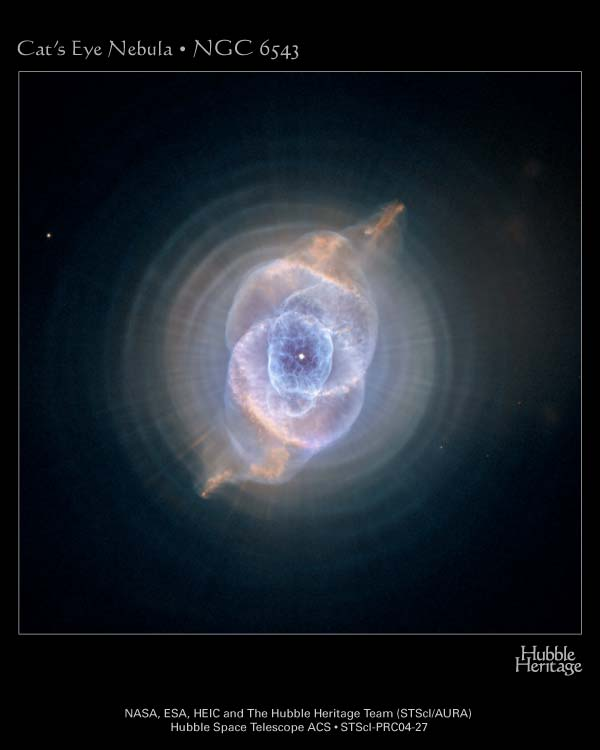 Cat's Eye Nebula • NGC 6543
Hubble
Heritage
NASA, ESA, HEIC and The Hubble Heritage Team (STScI/AURA)
Hubble Space Telescope ACS • STScI-PRC04-27